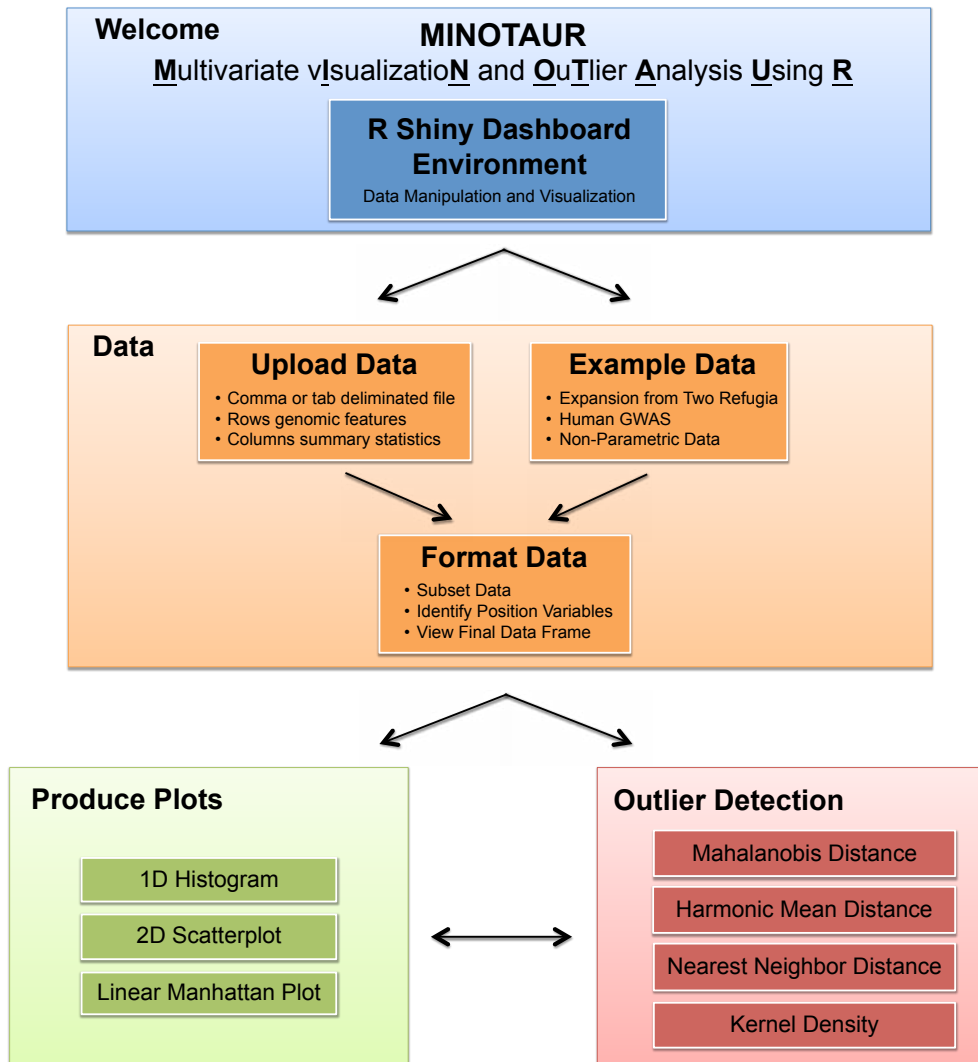 Welcome
MINOTAUR
Multivariate vIsualizatioN and OuTlier Analysis Using R
R Shiny Dashboard
Environment
Data Manipulation and Visualization
Data
Upload Data
• Comma or tab deliminated file
• Rows genomic features
• Columns summary statistics
Example Data
• Expansion from Two Refugia
• Human GWAS
• Non-Parametric Data
Format Data
• Subset Data
• Identify Position Variables
• View Final Data Frame
Produce Plots
1D Histogram
2D Scatterplot
Linear Manhattan Plot
Outlier Detection
Mahalanobis Distance
Harmonic Mean Distance
Nearest Neighbor Distance
Kernel Density